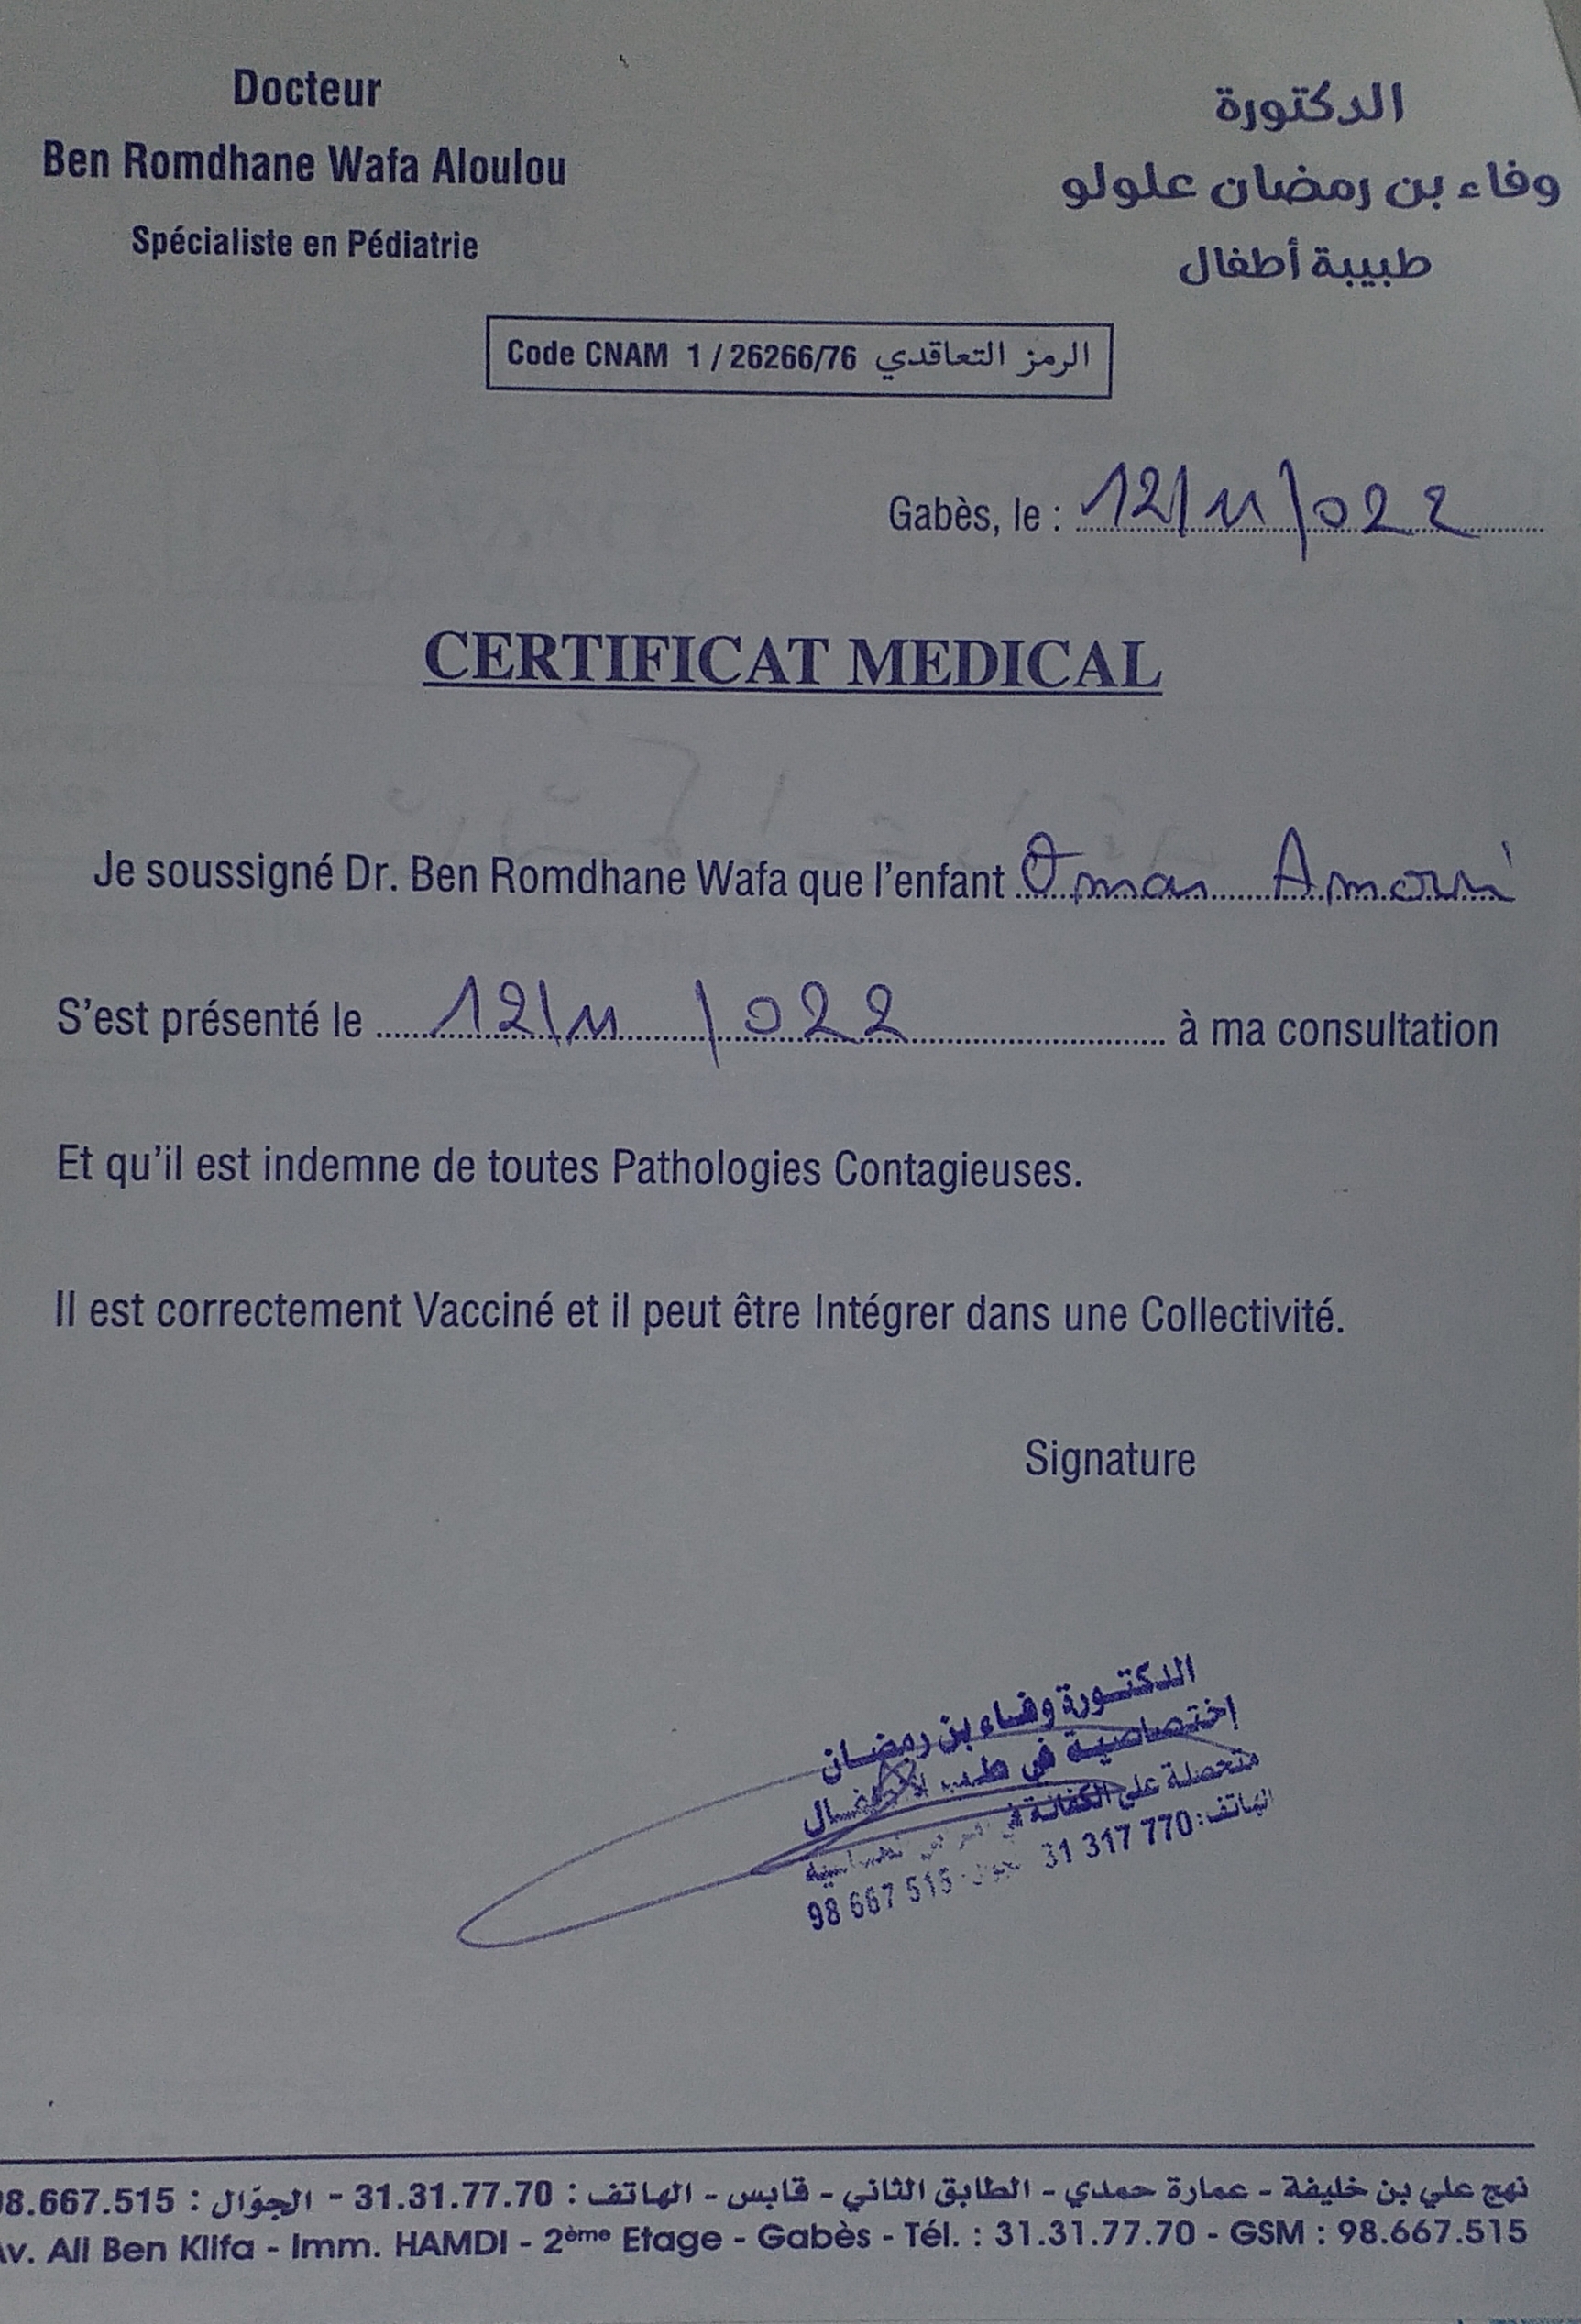 Docteur
Ben Romdhane Wafa Aloulou
Spécialiste en Pédiatrie
الدكتورة
وفاء بن رمضان علولو
طبيبة أطفال
Code CNAM 1 / 26266/76 الرمز التعاقدي
Gabès, le : 12/11/022
CERTIFICAT MEDICAL
Je soussigné Dr. Ben Romdhane Wafa que l'enfant Omar Amouri
S'est présenté le 12/11/022 à ma consultation
Et qu'il est indemne de toutes Pathologies Contagieuses.
Il est correctement Vacciné et il peut être Intégrer dans une Collectivité.
Signature
الدكتورة وفاء بن رمضان
إختصاصية في طب الأطفال
متحصلة على الكفائة في
الهاتف: 31 317 770 98 667 515
نهج علي بن خليفة - عمارة حمدي - الطابق الثاني - قابس - الهاتف : 31.31.77.70 - الجوّال : 98.667.515
Av. Ali Ben Klifa - Imm. HAMDI - 2ème Etage - Gabès - Tél. : 31.31.77.70 - GSM : 98.667.515